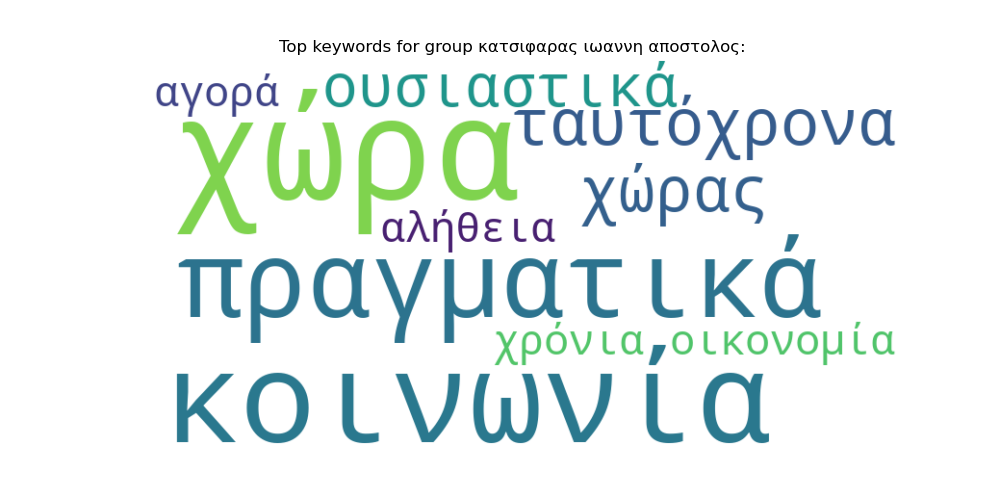 Top keywords for group κατσιφαρας ιωαννη αποστολος:
αγορά ουσιαστικά
χώρα ταυτόχρονα
χώρας
αλήθεια
πραγματικά
χρόνια οικονομία
κοινωνία